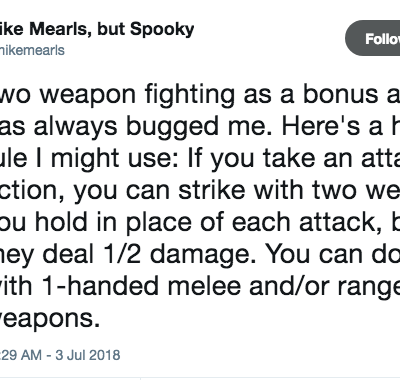 ike Mearls, but Spooky
Follo
ikemearls
wo weapon fighting as a bonus a
as always bugged me. Here's a h
ule I might use: If you take an atta
ction, you can strike with two we
ou hold in place of each attack, b
hey deal 1/2 damage. You can do
ith 1-handed melee and/or range
eapons.
:29 AM - 3 Jul 2018